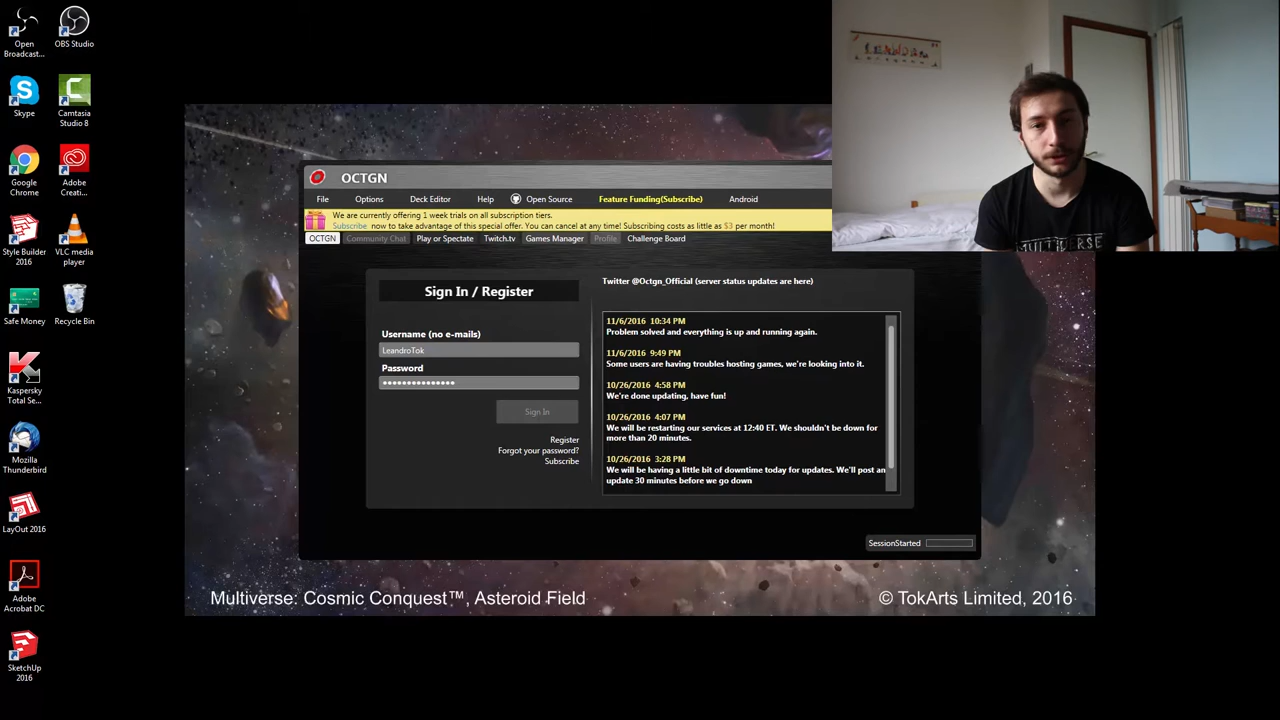 Open
Broadcast...
OBS Studio
Skype
Camtasia
Studio 8
Google
Chrome
Adobe
Creati...
Style Builder
2016
VLC media
player
Safe Money
Recycle Bin
Kaspersky
Total Se...
Mozilla
Thunderbird
LayOut 2016
Adobe
Acrobat DC
SketchUp
2016
OCTGN
File Options Deck Editor Help Open Source Feature Funding(Subscribe) Android
We are currently offering 1 week trials on all subscription tiers.
Subscribe now to take advantage of this special offer. You can cancel at any time! Subscribing costs as little as $3 per month!
OCTGN Community Chat Play or Spectate Twitch.tv Games Manager Profile Challenge Board
Sign In / Register
Username (no e-mails)
LeandroTok
Password
Sign In
Register
Forgot your password?
Subscribe
Twitter @Octgn_Official (server status updates are here)
11/6/2016 10:34 PM
Problem solved and everything is up and running again.
11/6/2016 9:49 PM
Some users are having troubles hosting games, we're looking into it.
10/26/2016 4:58 PM
We're done updating, have fun!
10/26/2016 4:07 PM
We will be restarting our services at 12:40 ET. We shouldn't be down for
more than 20 minutes.
10/26/2016 3:28 PM
We will be having a little bit of downtime today for updates. We'll post an
update 30 minutes before we go down
SessionStarted
Multiverse: Cosmic Conquest™, Asteroid Field
© TokArts Limited, 2016
MULTIVERSE